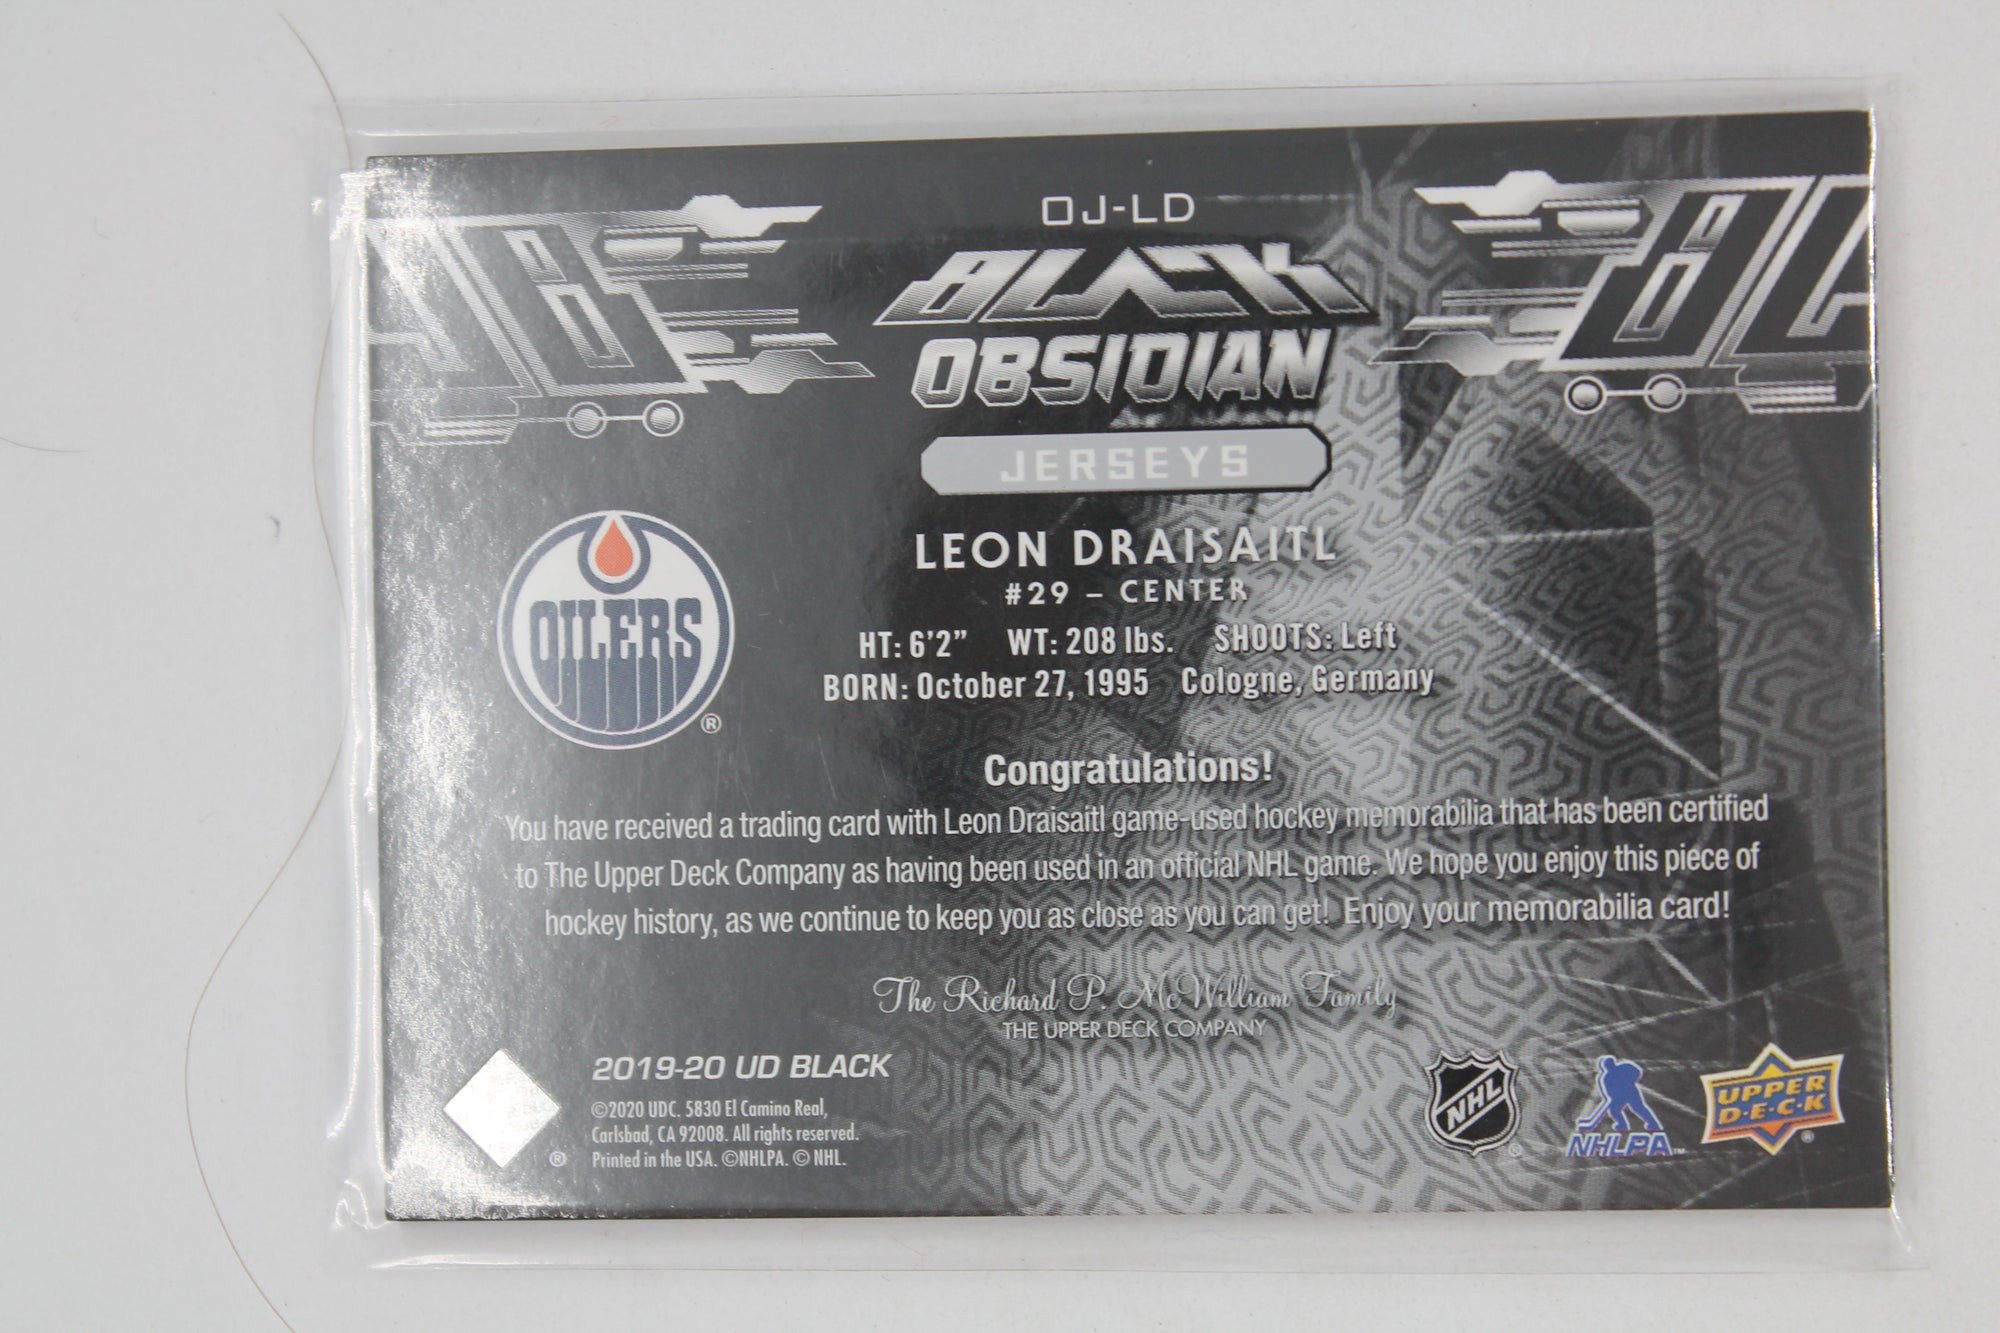 OJ-LD
BLACK
OBSIDIAN
JERSEYS
OILERS
®
LEON DRAISAITL
#29 – CENTER
HT: 6'2" WT: 208 lbs. SHOOTS: Left
BORN: October 27, 1995 Cologne, Germany
Congratulations!
You have received a trading card with Leon Draisaitl game-used hockey memorabilia that has been certified
to The Upper Deck Company as having been used in an official NHL game. We hope you enjoy this piece of
hockey history, as we continue to keep you as close as you can get! Enjoy your memorabilia card!
The Richard P. McWilliam Family
THE UPPER DECK COMPANY
2019-20 UD BLACK
©2020 UDC. 5830 El Camino Real,
Carlsbad, CA 92008. All rights reserved.
® Printed in the USA. ©NHLPA. © NHL.
NHL
NHLPA™
UPPER
D·E·C·K
®